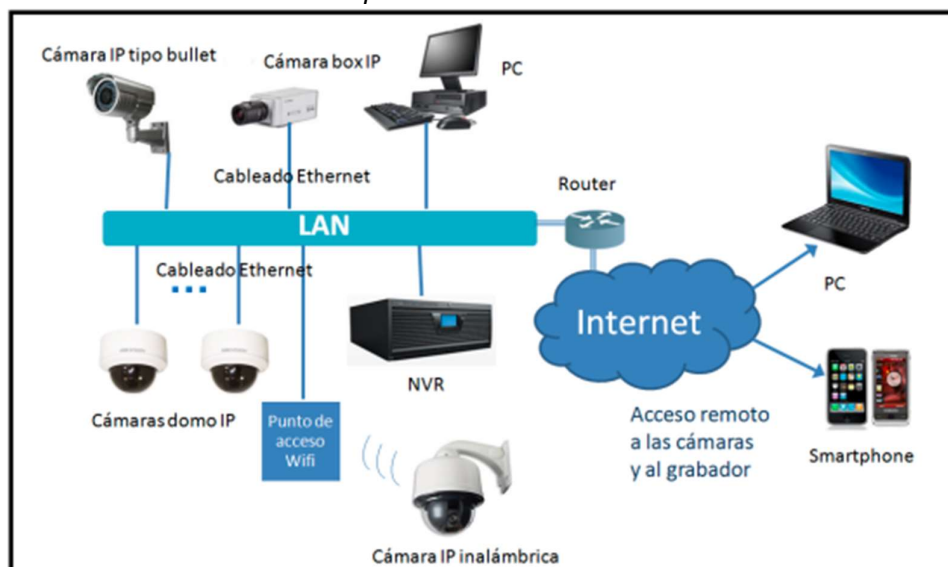 Cámara IP tipo bullet
Cámara box IP
PC
Cableado Ethernet
Router
LAN
Cableado Ethernet
PC
Internet
NVR
Cámaras domo IP
Punto de
acceso
Wifi
Acceso remoto
a las cámaras
y al grabador
Smartphone
Cámara IP inalámbrica